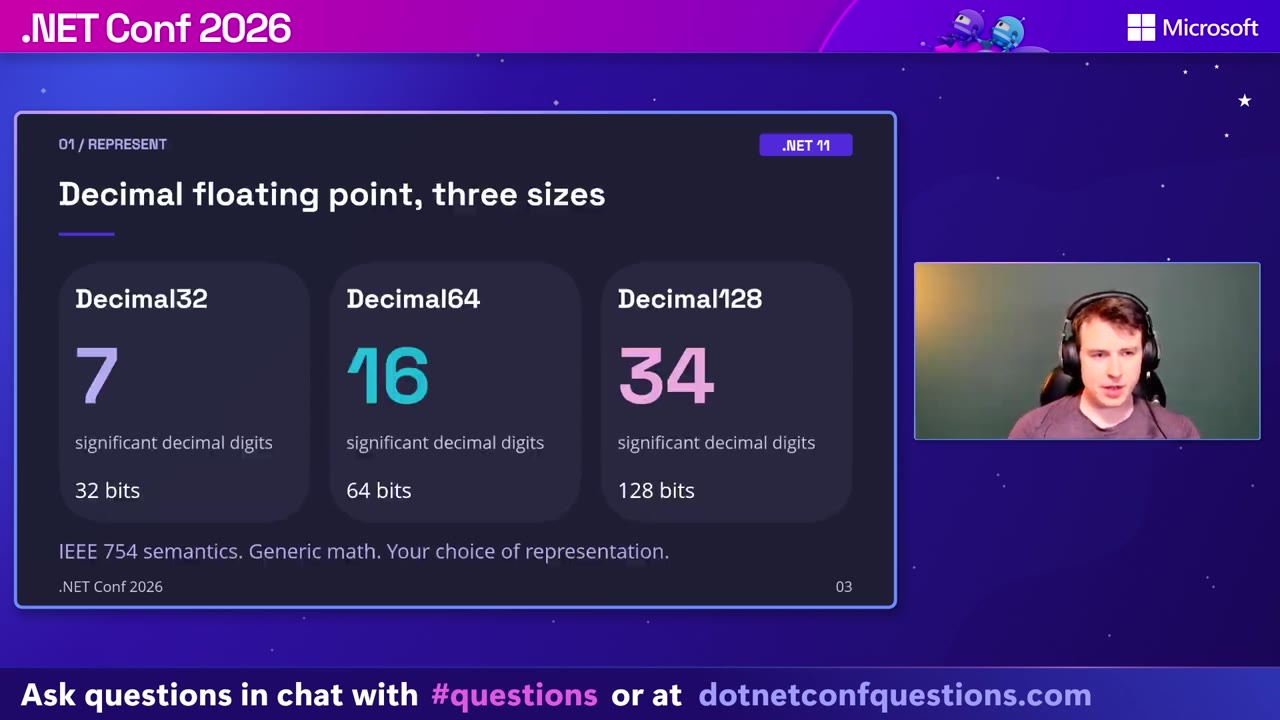 .NET Conf 2026
Microsoft
01 / REPRESENT
.NET 11
Decimal floating point, three sizes
Decimal32
7
significant decimal digits
32 bits
Decimal64
16
significant decimal digits
64 bits
Decimal128
34
significant decimal digits
128 bits
IEEE 754 semantics. Generic math. Your choice of representation.
.NET Conf 2026
03
Ask questions in chat with #questions or at dotnetconfquestions.com